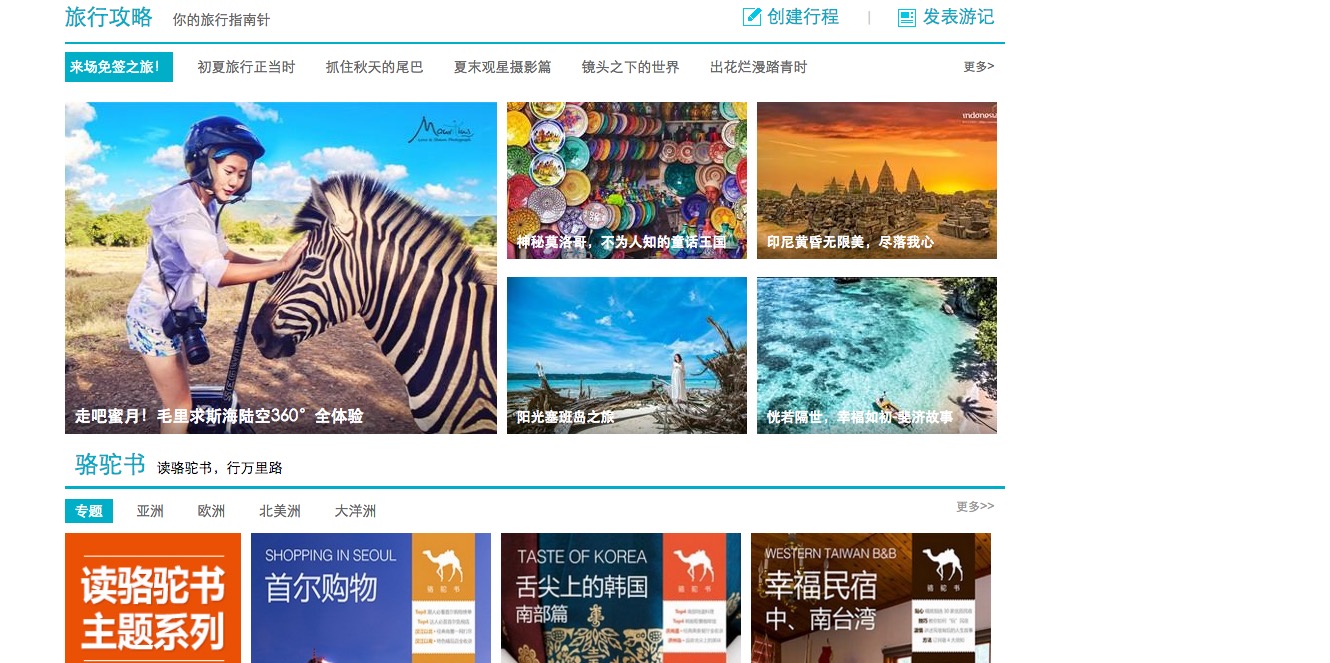 旅行攻略 你的旅行指南针 创建行程 | 发表游记
来场免签之旅! 初夏旅行正当时 抓住秋天的尾巴 夏末观星摄影篇 镜头之下的世界 出花烂漫踏青时 更多>
indonesia
神秘莫洛哥，不为人知的童话王国
印尼黄昏无限美，尽落我心
走吧蜜月！毛里求斯海陆空360°全体验
阳光塞班岛之旅
恍若隔世，幸福如初-斐济故事
骆驼书 读骆驼书，行万里路
专题 亚洲 欧洲 北美洲 大洋洲 更多>>
读骆驼书
主题系列
SHOPPING IN SEOUL
首尔购物
骆驼书
TASTE OF KOREA
舌尖上的韩国
南部篇
骆驼书
WESTERN TAIWAN B&B
幸福民宿
中、南台湾
骆驼书